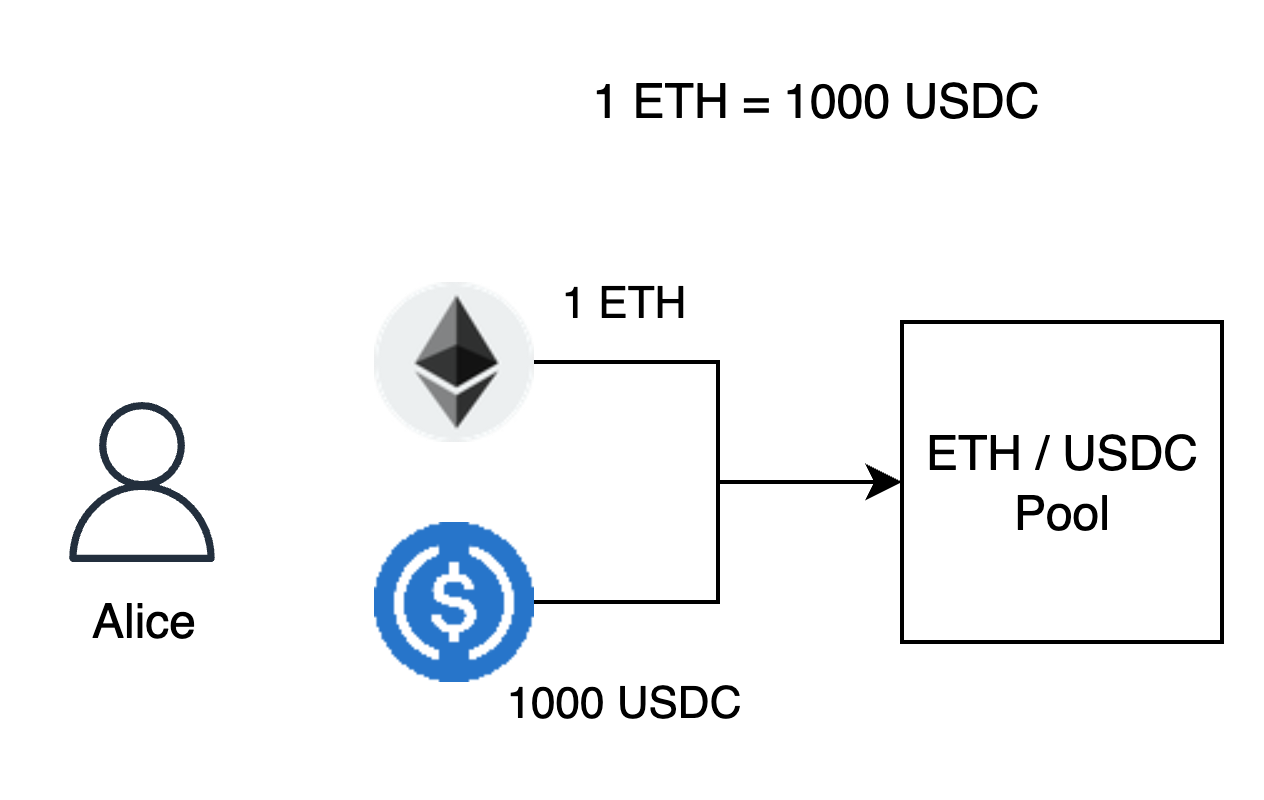 1 ETH = 1000 USDC
1 ETH
ETH / USDC
Pool
Alice
$
1000 USDC